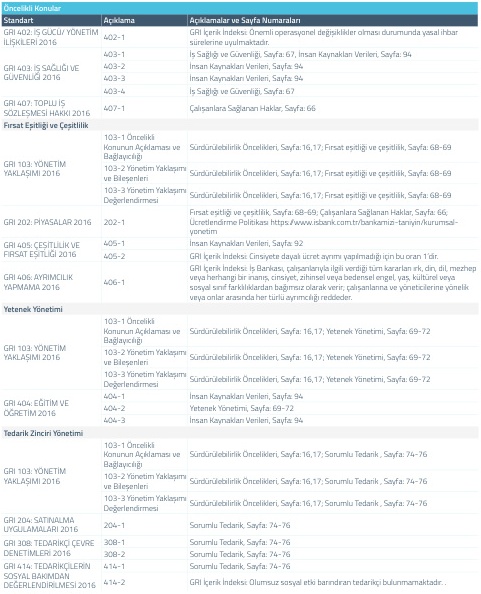 Öncelikli Konular
Standart Açıklama Açıklamalar ve Sayfa Numaraları
GRI 402: İŞ GÜCÜ/ YÖNETİM
İLİŞKİLERİ 2016
402-1
GRI İçerik İndeksi: Önemli operasyonel değişiklikler olması durumunda yasal ihbar
sürelerine uyulmaktadır.
GRI 403: İŞ SAĞLIĞI VE
GÜVENLİĞİ 2016
403-1 İş Sağlığı ve Güvenliği, Sayfa: 67, İnsan Kaynakları Verileri, Sayfa: 94
403-2 İnsan Kaynakları Verileri, Sayfa: 94
403-3 İnsan Kaynakları Verileri, Sayfa: 94
403-4 İş Sağlığı ve Güvenliği, Sayfa: 67
GRI 407: TOPLU İŞ
SÖZLEŞMESİ HAKKI 2016
407-1 Çalışanlara Sağlanan Haklar, Sayfa: 66
Fırsat Eşitliği ve Çeşitlilik
GRI 103: YÖNETİM
YAKLAŞIMI 2016
103-1 Öncelikli
Konunun Açıklaması ve
Bağlayıcılığı
Sürdürülebilirlik Öncelikleri, Sayfa:16,17; Fırsat eşitliği ve çeşitlilik, Sayfa: 68-69
103-2 Yönetim Yaklaşımı
ve Bileşenleri
Sürdürülebilirlik Öncelikleri, Sayfa:16,17; Fırsat eşitliği ve çeşitlilik, Sayfa: 68-69
103-3 Yönetim Yaklaşımı
Değerlendirmesi
Sürdürülebilirlik Öncelikleri, Sayfa:16,17; Fırsat eşitliği ve çeşitlilik, Sayfa: 68-69
GRI 202: PİYASALAR 2016 202-1
Fırsat eşitliği ve çeşitlilik, Sayfa: 68-69; Çalışanlara Sağlanan Haklar, Sayfa: 66;
Ücretlendirme Politikası https://www.isbank.com.tr/bankamizi-taniyin/kurumsal-
yonetim
GRI 405: ÇEŞİTLİLİK VE
FIRSAT EŞİTLİĞİ 2016
405-1 İnsan Kaynakları Verileri, Sayfa: 92
405-2 GRI İçerik İndeksi: Cinsiyete dayalı ücret ayrımı yapılmadığı için bu oran 1'dir.
GRI 406: AYRIMCILIK
YAPMAMA 2016
406-1
GRI İçerik İndeksi: İş Bankası, çalışanlarıyla ilgili verdiği tüm kararları ırk, din, dil, mezhep
veya herhangi bir inanış, cinsiyet, zihinsel veya bedensel engel, yaş, kültürel veya
sosyal sınıf farklılıklardan bağımsız olarak verir; çalışanlarına ve yöneticilerine yönelik
veya onlar arasında her türlü ayrımcılığı reddeder.
Yetenek Yönetimi
GRI 103: YÖNETİM
YAKLAŞIMI 2016
103-1 Öncelikli
Konunun Açıklaması ve
Bağlayıcılığı
Sürdürülebilirlik Öncelikleri, Sayfa: 16,17; Yetenek Yönetimi, Sayfa: 69-72
103-2 Yönetim Yaklaşımı
ve Bileşenleri
Sürdürülebilirlik Öncelikleri, Sayfa: 16,17; Yetenek Yönetimi, Sayfa: 69-72
103-3 Yönetim Yaklaşımı
Değerlendirmesi
Sürdürülebilirlik Öncelikleri, Sayfa: 16,17; Yetenek Yönetimi, Sayfa: 69-72
GRI 404: EĞİTİM VE
ÖĞRETİM 2016
404-1 İnsan Kaynakları Verileri, Sayfa: 94
404-2 Yetenek Yönetimi, Sayfa: 69-72
404-3 İnsan Kaynakları Verileri, Sayfa: 94
Tedarik Zinciri Yönetimi
GRI 103: YÖNETİM
YAKLAŞIMI 2016
103-1 Öncelikli
Konunun Açıklaması ve
Bağlayıcılığı
Sürdürülebilirlik Öncelikleri, Sayfa:16,17; Sorumlu Tedarik , Sayfa: 74-76
103-2 Yönetim Yaklaşımı
ve Bileşenleri
Sürdürülebilirlik Öncelikleri, Sayfa:16,17; Sorumlu Tedarik , Sayfa: 74-76
103-3 Yönetim Yaklaşımı
Değerlendirmesi
Sürdürülebilirlik Öncelikleri, Sayfa:16,17; Sorumlu Tedarik , Sayfa: 74-76
GRI 204: SATINALMA
UYGULAMALARI 2016
204-1 Sorumlu Tedarik, Sayfa: 74-76
GRI 308: TEDARİKÇİ ÇEVRE
DENETİMLERİ 2016
308-1 Sorumlu Tedarik, Sayfa: 74-76
308-2 Sorumlu Tedarik, Sayfa: 74-76
GRI 414: TEDARİKÇİLERİN
SOSYAL BAKIMDAN
DEĞERLENDİRİLMESİ 2016
414-1 Sorumlu Tedarik, Sayfa: 74-76
414-2 GRI İçerik İndeksi: Olumsuz sosyal etki barındıran tedarikçi bulunmamaktadır. .